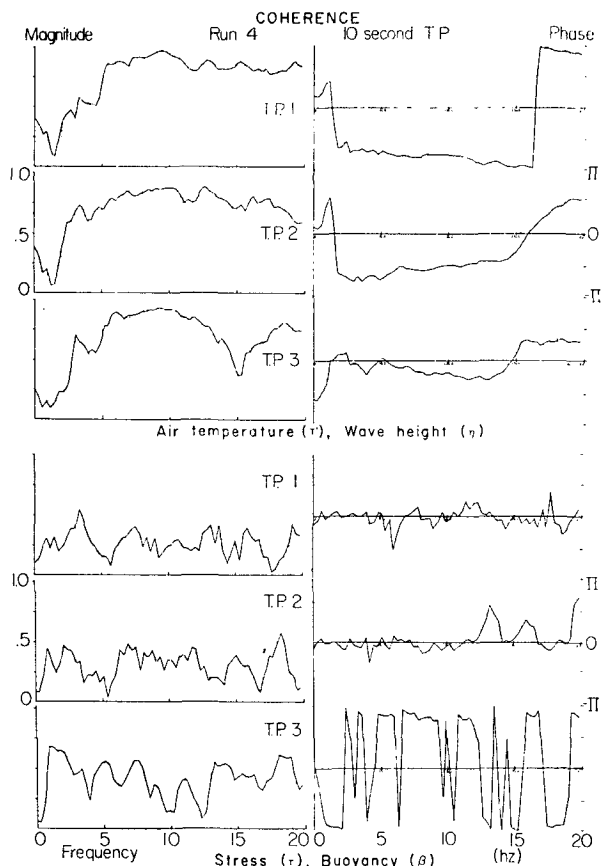 COHERENCE
Magnitude Run 4 10 second T P Phase
T.P. 1
Π
1.0
T.P. 2
.5 0
0
-Π
T.P. 3
Air temperature (τ), Wave height (η)
T.P. 1
1.0 Π
T.P. 2
.5 0
0 -Π
T.P. 3
0 5 10 15 20 0 5 10 15 20
Frequency (hz)
Stress (τ), Buoyancy (β)